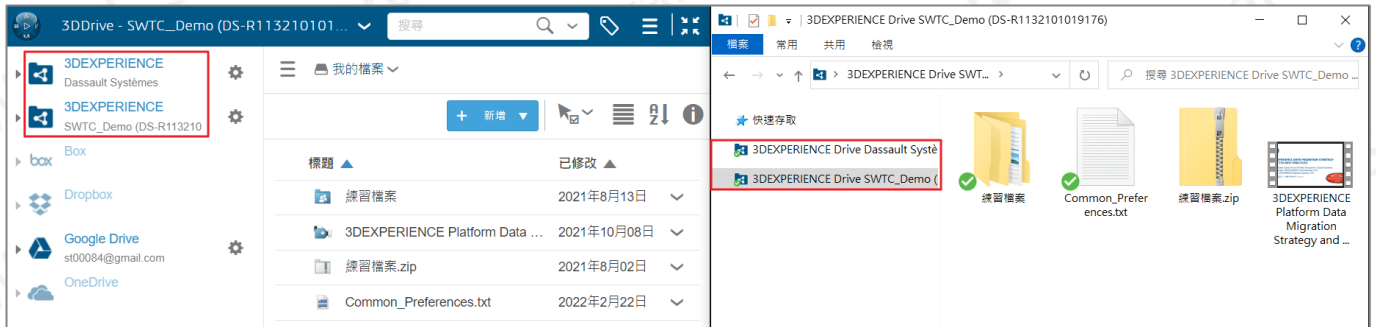 3DDrive - SWTC_Demo (DS-R113210101...
搜尋
3DEXPERIENCE
Dassault Systèmes
3DEXPERIENCE
SWTC_Demo (DS-R113210
Box
box
Dropbox
Google Drive
st00084@gmail.com
OneDrive
我的檔案
+ 新增
標題
已修改
練習檔案
2021年8月13日
3DEXPERIENCE Platform Data ...
2021年10月08日
練習檔案.zip
2021年8月02日
Common_Preferences.txt
2022年2月22日
3DEXPERIENCE Drive SWTC_Demo (DS-R1132101019176)
檔案 常用 共用 檢視
3DEXPERIENCE Drive SWT...
搜尋 3DEXPERIENCE Drive SWTC_Demo ...
快速存取
3DEXPERIENCE Drive Dassault Systè
3DEXPERIENCE Drive SWTC_Demo (
練習檔案
Common_Prefer
ences.txt
練習檔案.zip
3DEXPERIENCE
Platform Data
Migration
Strategy and ...